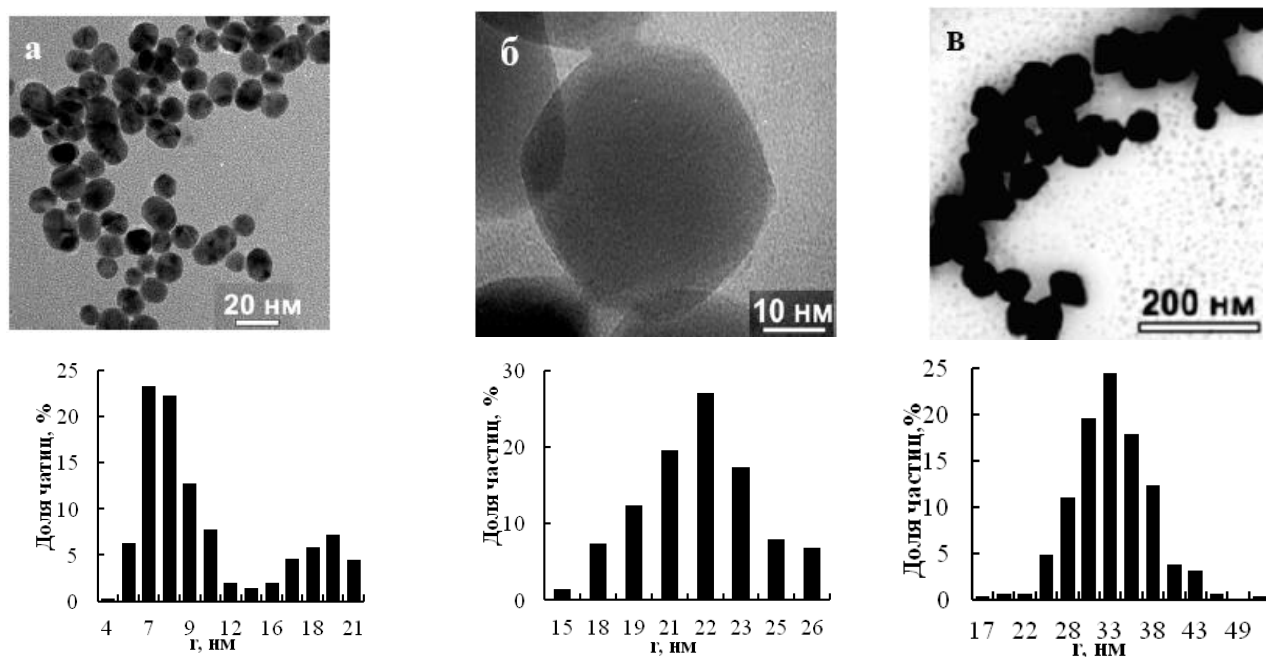 а
20 нм
б
10 нм
в
200 нм
Доля чатиц, %
25
20
15
10
5
0
4 7 9 12 16 18 21
r, нм
Доля частиц, %
30
20
10
0
15 18 19 21 22 23 25 26
r, нм
Доля частиц, %
25
20
15
10
5
0
17 22 28 33 38 43 49
r, нм